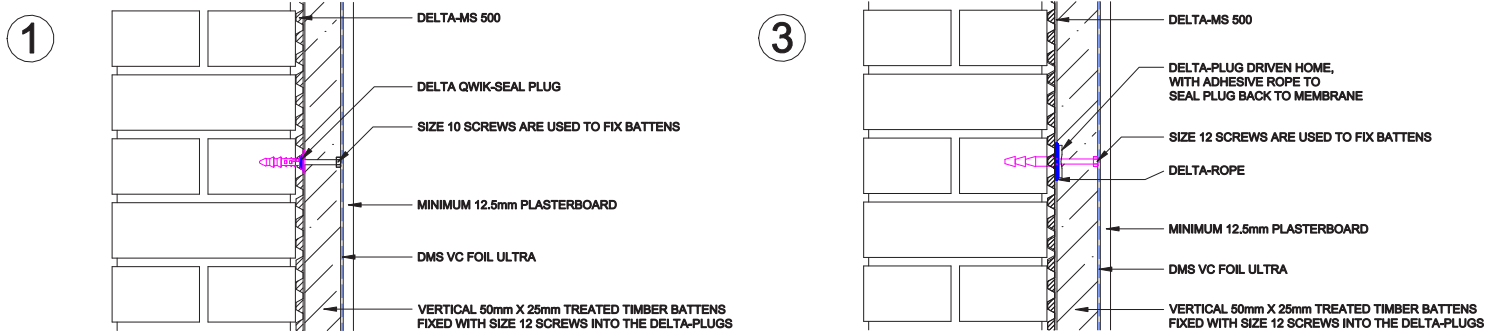 1
DELTA-MS 500
DELTA QWIK-SEAL PLUG
SIZE 10 SCREWS ARE USED TO FIX BATTENS
MINIMUM 12.5mm PLASTERBOARD
DMS VC FOIL ULTRA
VERTICAL 50mm X 25mm TREATED TIMBER BATTENS
FIXED WITH SIZE 12 SCREWS INTO THE DELTA-PLUGS
3
DELTA-MS 500
DELTA-PLUG DRIVEN HOME,
WITH ADHESIVE ROPE TO
SEAL PLUG BACK TO MEMBRANE
SIZE 12 SCREWS ARE USED TO FIX BATTENS
DELTA-ROPE
MINIMUM 12.5mm PLASTERBOARD
DMS VC FOIL ULTRA
VERTICAL 50mm X 25mm TREATED TIMBER BATTENS
FIXED WITH SIZE 12 SCREWS INTO THE DELTA-PLUGS